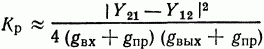 Kр ≈ | Y21 — Y12 |² / 4 (gвх + gпр) (gвых + gпр)